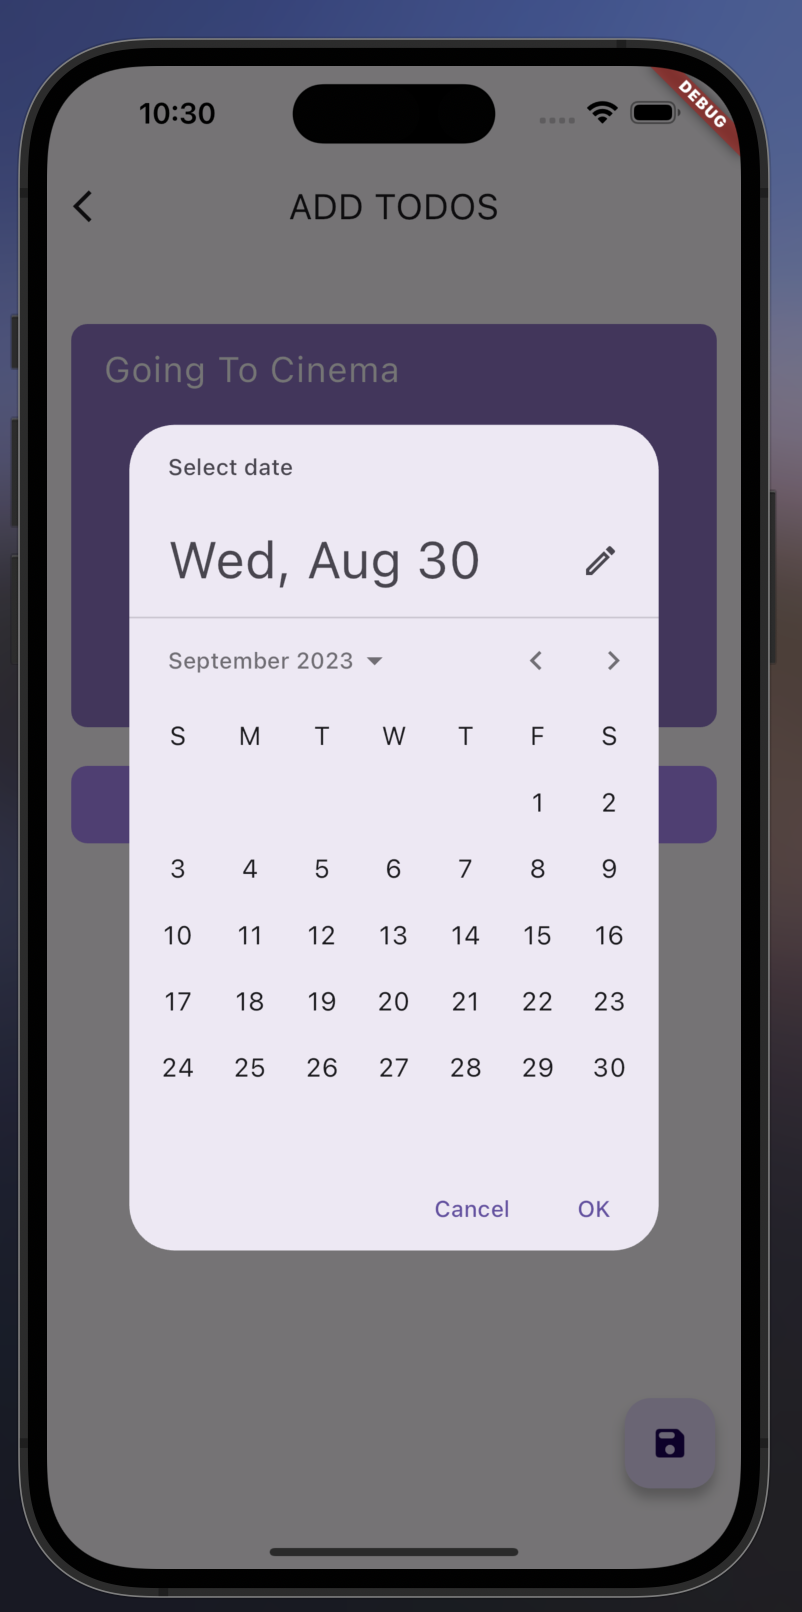 10:30
DEBUG
ADD TODOS
Going To Cinema
Select date
Wed, Aug 30
September 2023
S M T W T F S
1 2
3 4 5 6 7 8 9
10 11 12 13 14 15 16
17 18 19 20 21 22 23
24 25 26 27 28 29 30
Cancel OK